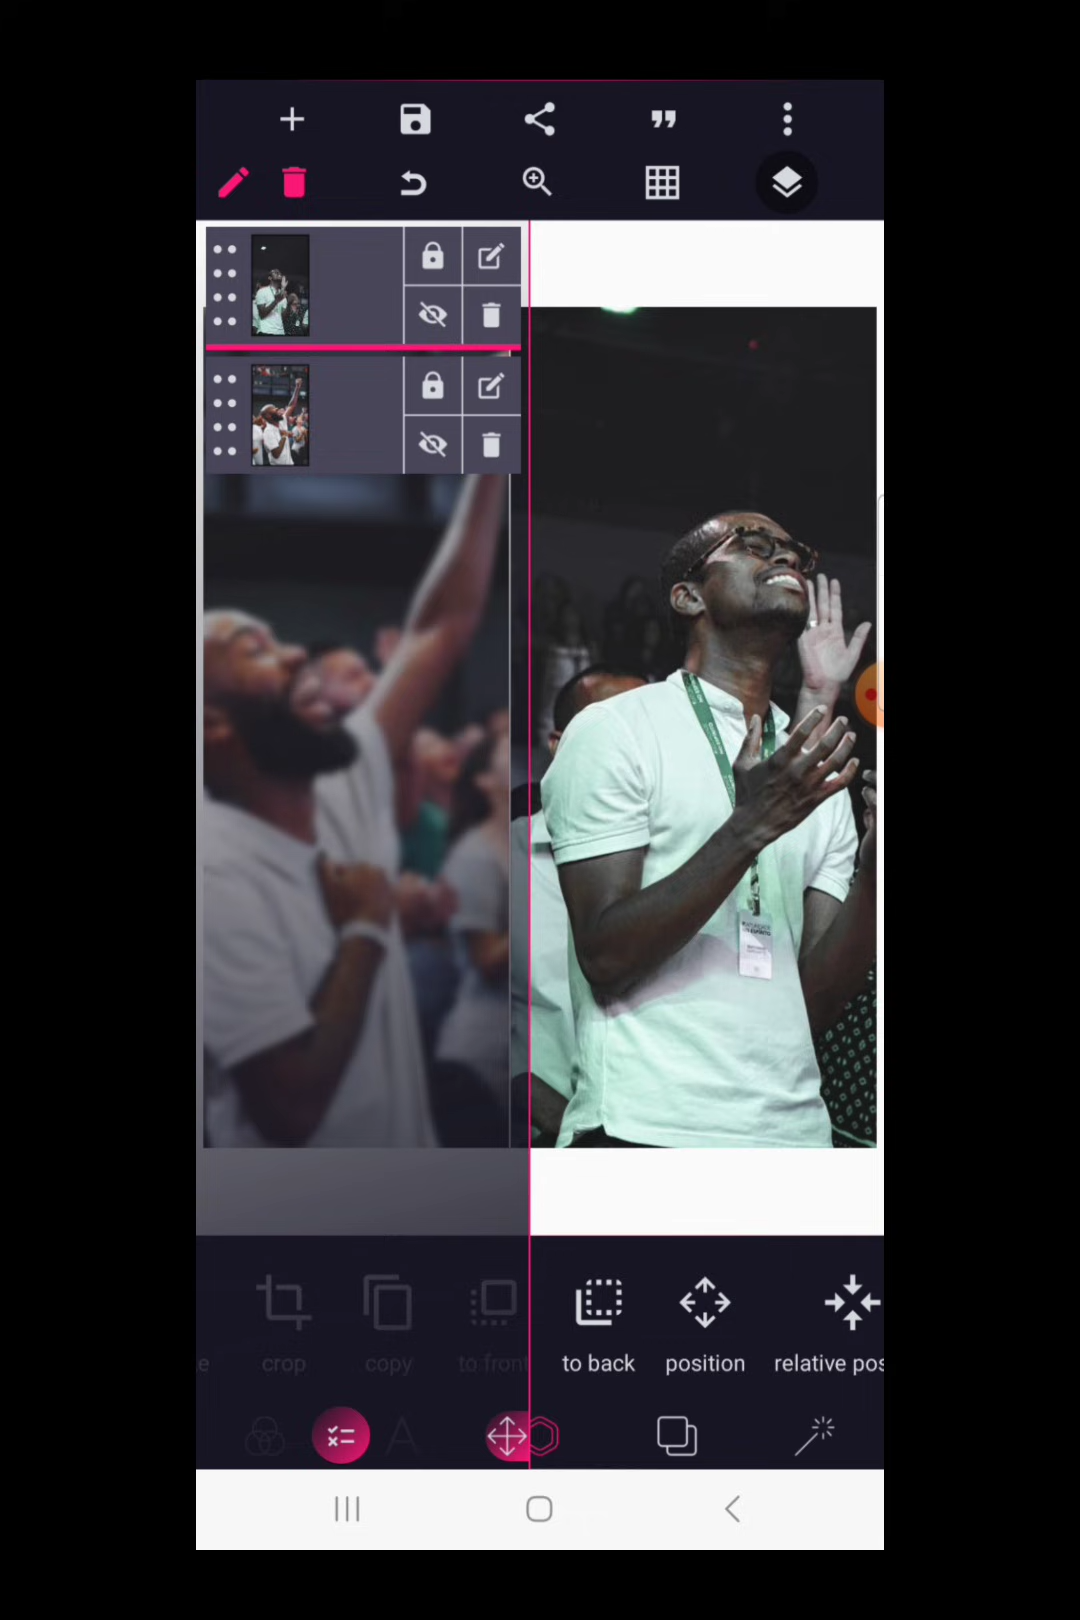 e
crop
copy
to front
to back
position
relative pos